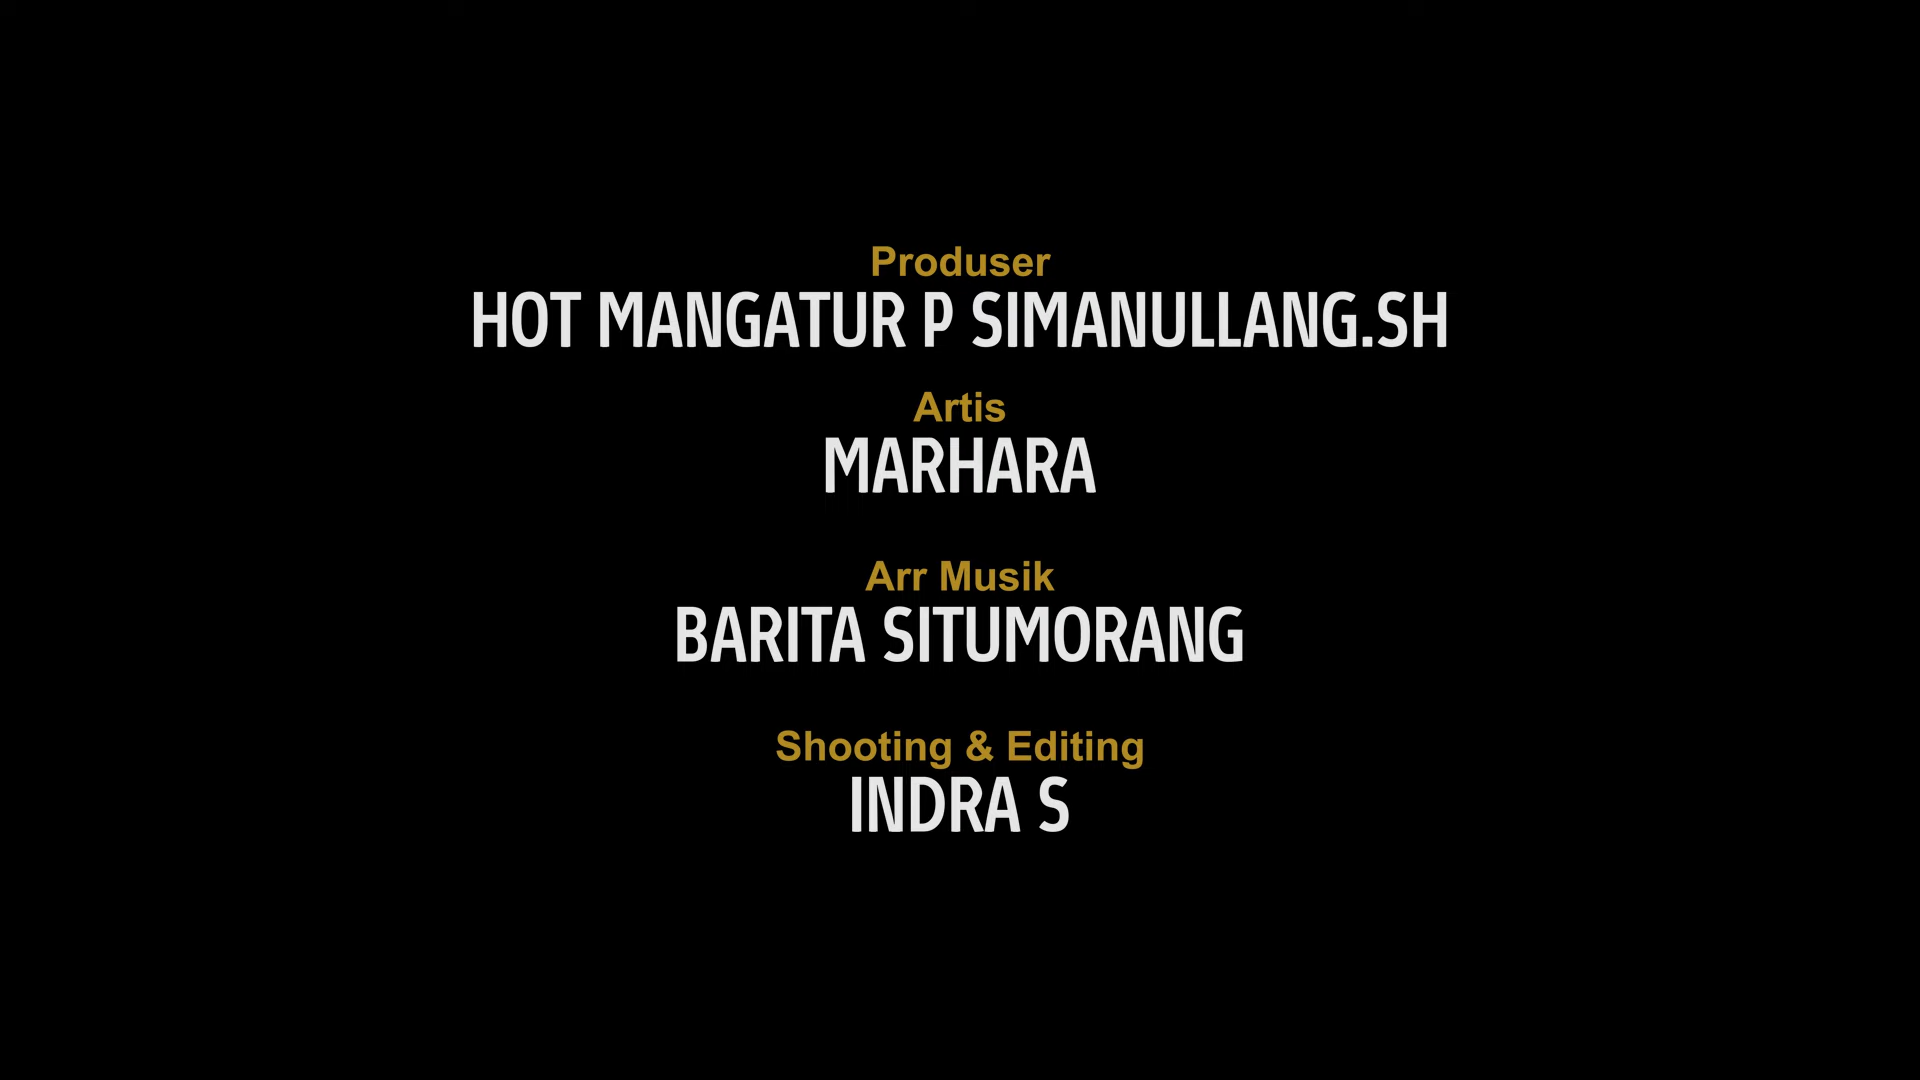 Produser
HOT MANGATUR P SIMANULLANG.SH
Artis
MARHARA
Arr Musik
BARITA SITUMORANG
Shooting & Editing
INDRA S